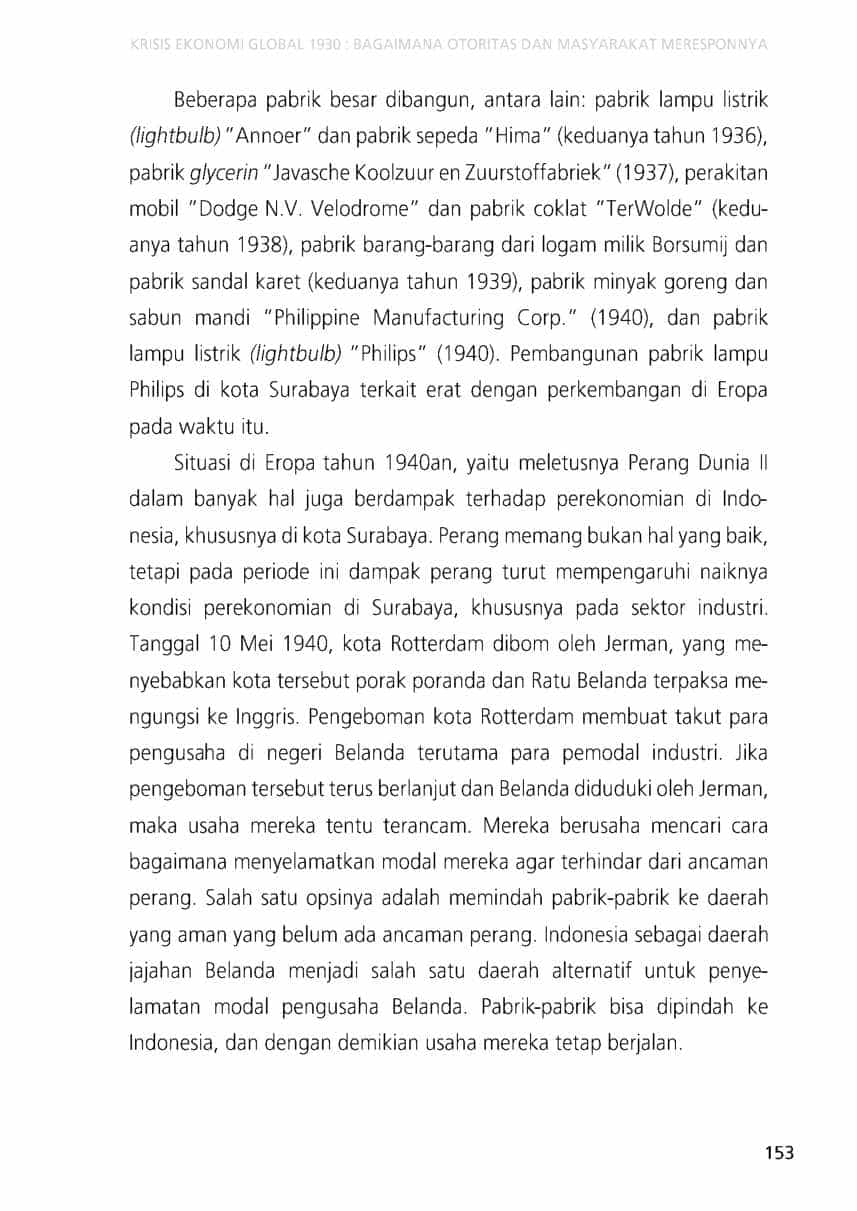 KRISIS EKONOMI GLOBAL 1930 : BAGAIMANA OTORITAS DAN MASYARAKAT MERESPONNYA
Beberapa pabrik besar dibangun, antara lain: pabrik lampu listrik
(lightbulb) "Annoer" dan pabrik sepeda "Hima" (keduanya tahun 1936),
pabrik glycerin "Javasche Koolzuur en Zuurstoffabriek" (1937), perakitan
mobil "Dodge N.V. Velodrome" dan pabrik coklat "TerWolde" (kedu-
anya tahun 1938), pabrik barang-barang dari logam milik Borsumij dan
pabrik sandal karet (keduanya tahun 1939), pabrik minyak goreng dan
sabun mandi "Philippine Manufacturing Corp." (1940), dan pabrik
lampu listrik (lightbulb) "Philips" (1940). Pembangunan pabrik lampu
Philips di kota Surabaya terkait erat dengan perkembangan di Eropa
pada waktu itu.
Situasi di Eropa tahun 1940an, yaitu meletusnya Perang Dunia II
dalam banyak hal juga berdampak terhadap perekonomian di Indo-
nesia, khususnya di kota Surabaya. Perang memang bukan hal yang baik,
tetapi pada periode ini dampak perang turut mempengaruhi naiknya
kondisi perekonomian di Surabaya, khususnya pada sektor industri.
Tanggal 10 Mei 1940, kota Rotterdam dibom oleh Jerman, yang me-
nyebabkan kota tersebut porak poranda dan Ratu Belanda terpaksa me-
ngungsi ke Inggris. Pengeboman kota Rotterdam membuat takut para
pengusaha di negeri Belanda terutama para pemodal industri. Jika
pengeboman tersebut terus berlanjut dan Belanda diduduki oleh Jerman,
maka usaha mereka tentu terancam. Mereka berusaha mencari cara
bagaimana menyelamatkan modal mereka agar terhindar dari ancaman
perang. Salah satu opsinya adalah memindah pabrik-pabrik ke daerah
yang aman yang belum ada ancaman perang. Indonesia sebagai daerah
jajahan Belanda menjadi salah satu daerah alternatif untuk penye-
lamatan modal pengusaha Belanda. Pabrik-pabrik bisa dipindah ke
Indonesia, dan dengan demikian usaha mereka tetap berjalan.
153